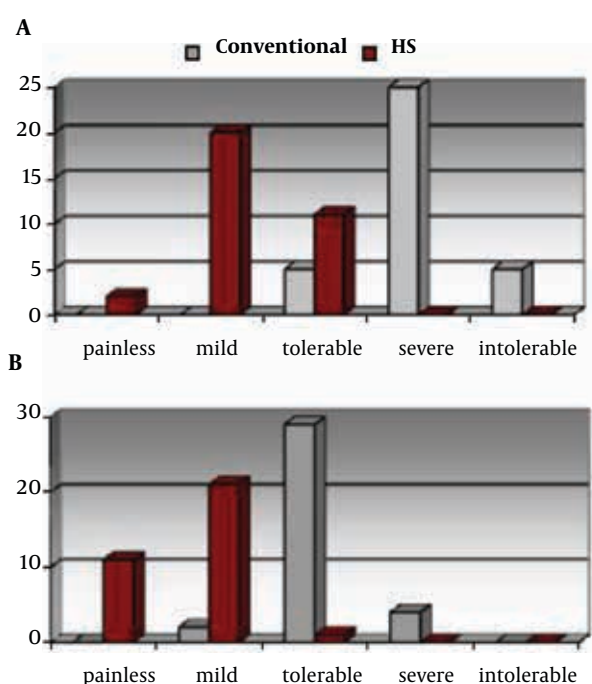 A
Conventional HS
25
20
15
10
5
0
painless mild tolerable severe intolerable
B
30
20
10
0
painless mild tolerable severe intolerable